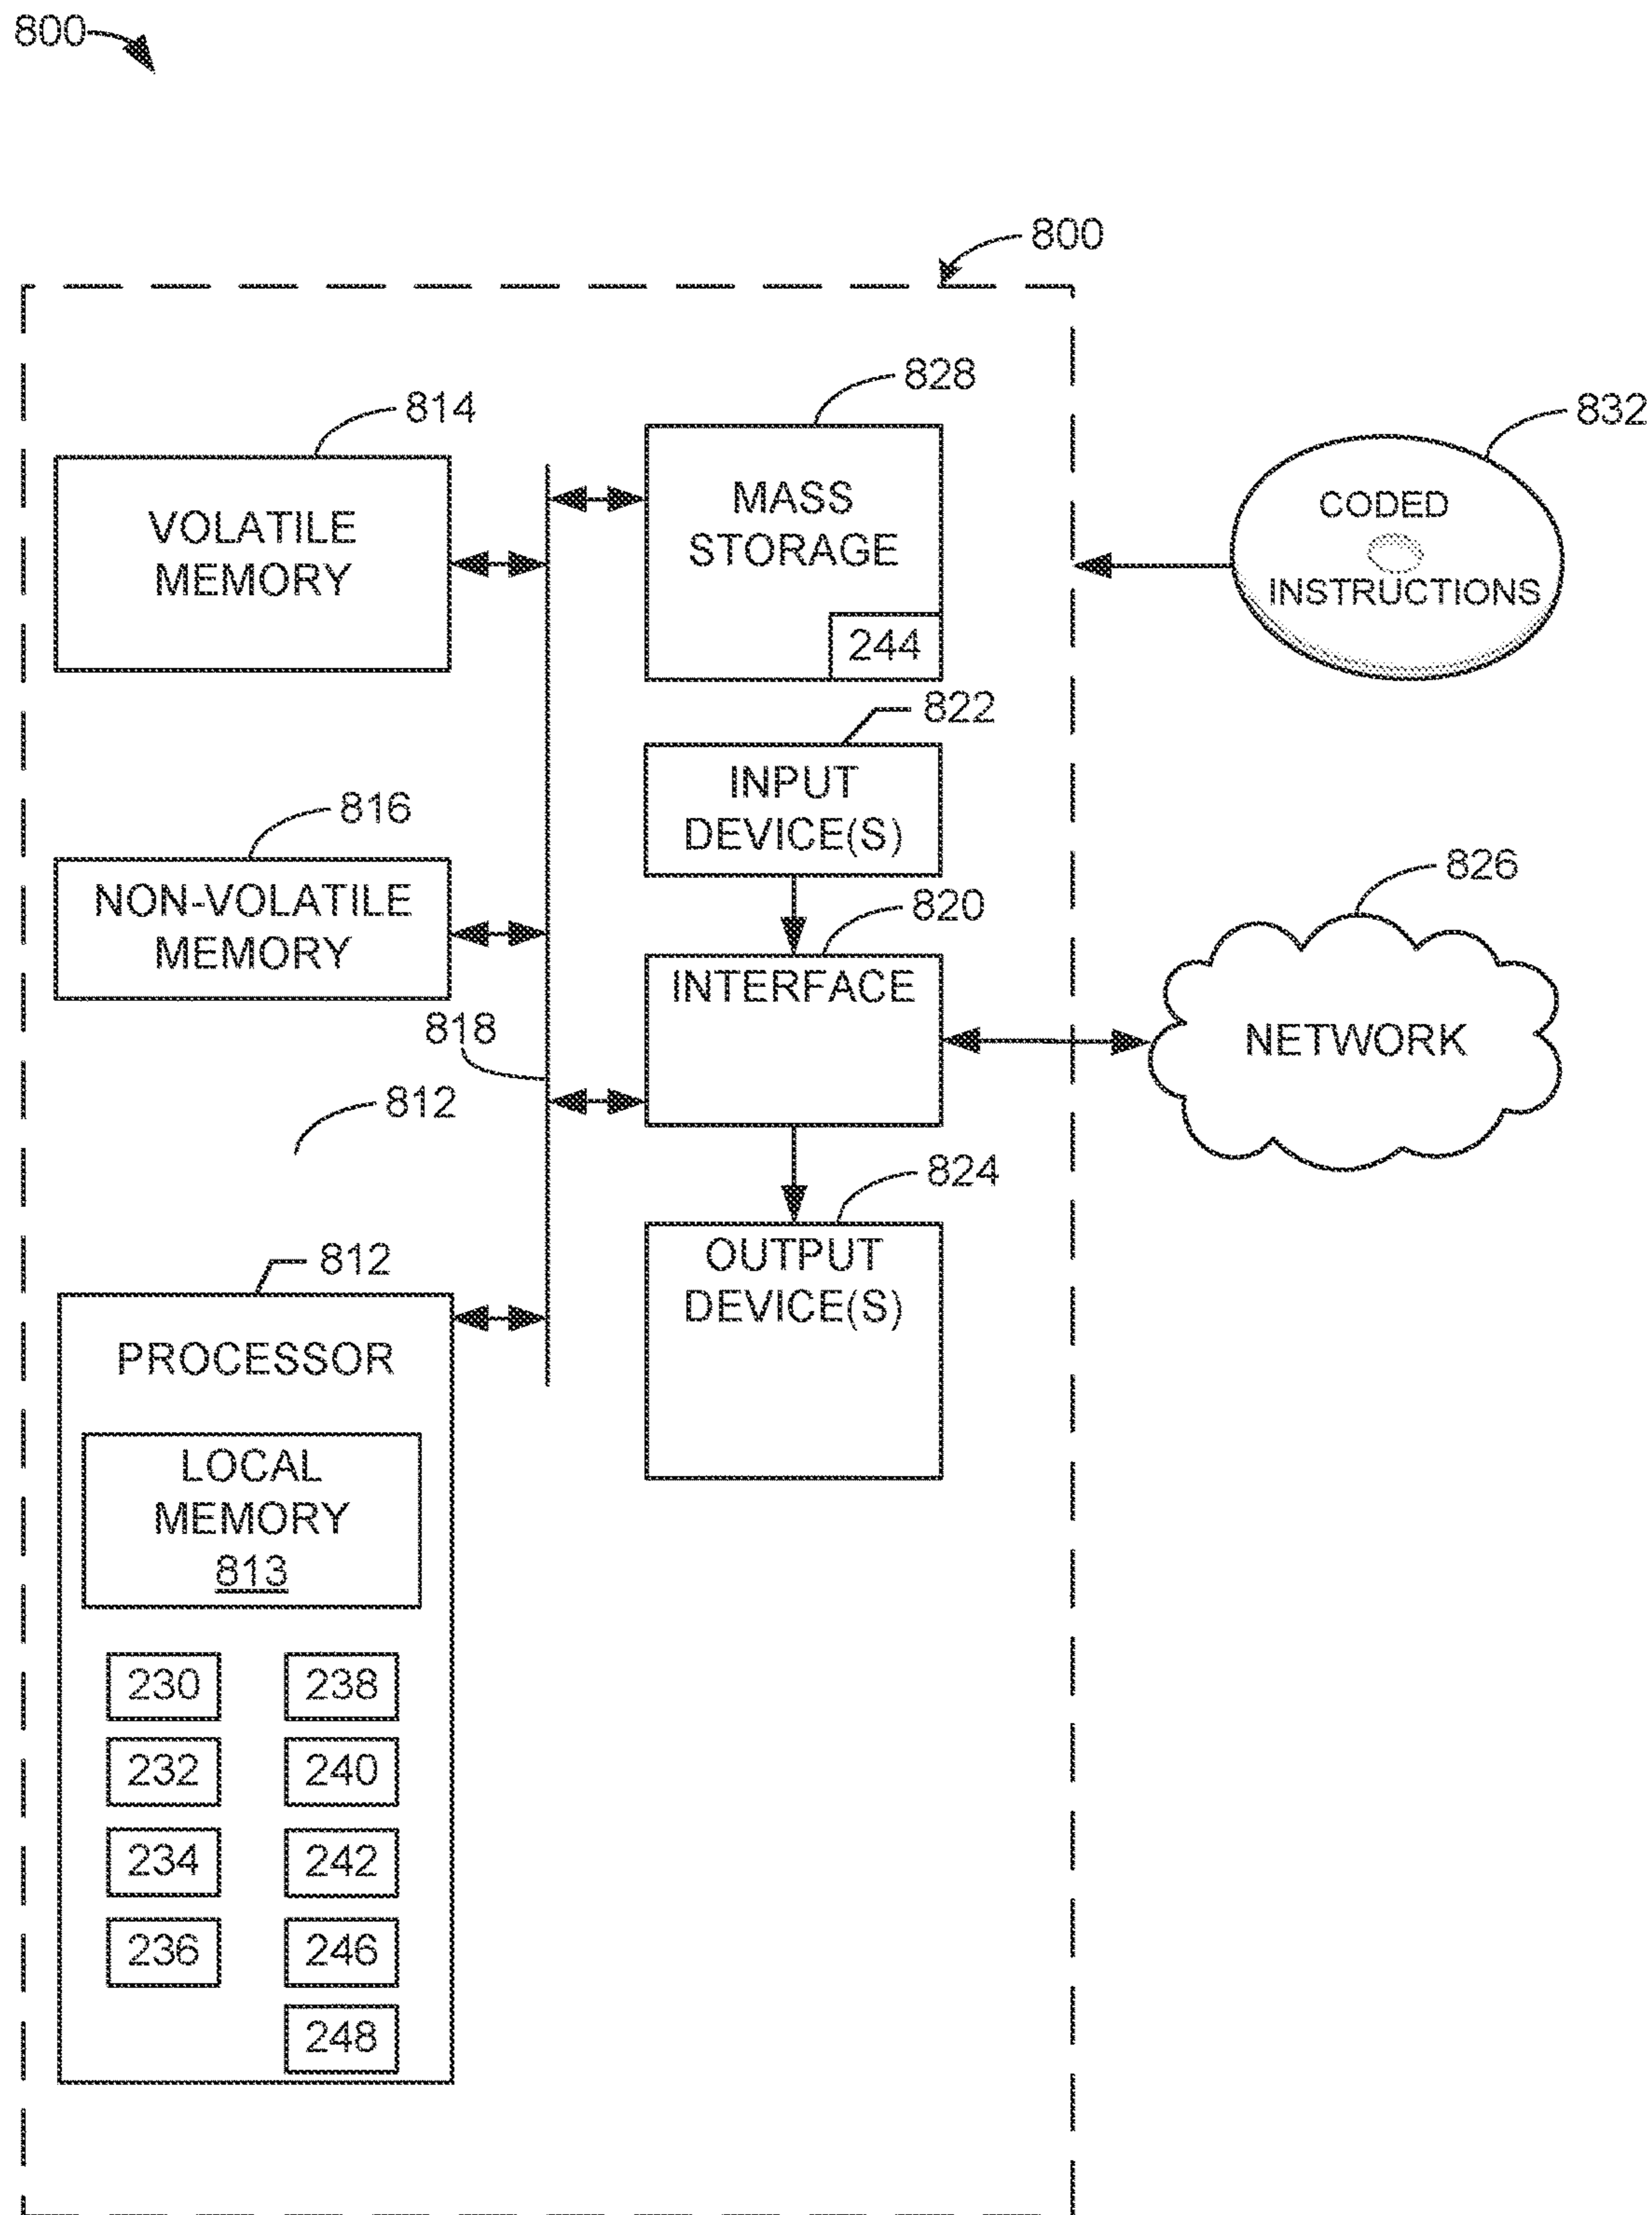 800
800
828
814
832
MASS
STORAGE
VOLATILE
MEMORY
CODED
INSTRUCTIONS
244
822
INPUT
DEVICE(S)
816
826
NON-VOLATILE
MEMORY
820
INTERFACE
818
NETWORK
812
824
812
OUTPUT
DEVICE(S)
PROCESSOR
LOCAL
MEMORY
813
230
238
232
240
234
242
236
246
248